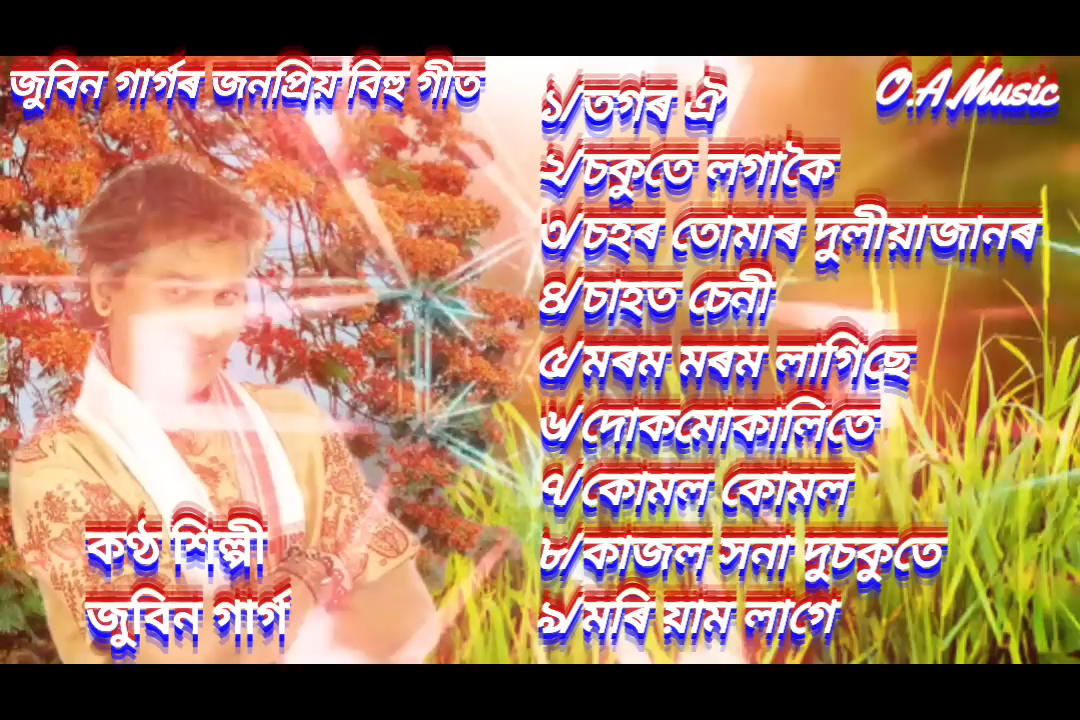 জুবিন গাৰ্গৰ জনপ্ৰিয় বিহু গীত
O.A.Music
১/তগৰ ঐ
২/চকুতে লগাকৈ
৩/চহৰ তোমাৰ দুলীয়াজানৰ
৪/চাহত চেনী
৫/মৰম মৰম লাগিছে
৬/দোকমোকালিতে
৭/কোমল কোমল
৮/কাজল সনা দুচকুতে
৯/মৰি য়াম লাগে
কণ্ঠ শিল্পী
জুবিন গাৰ্গ